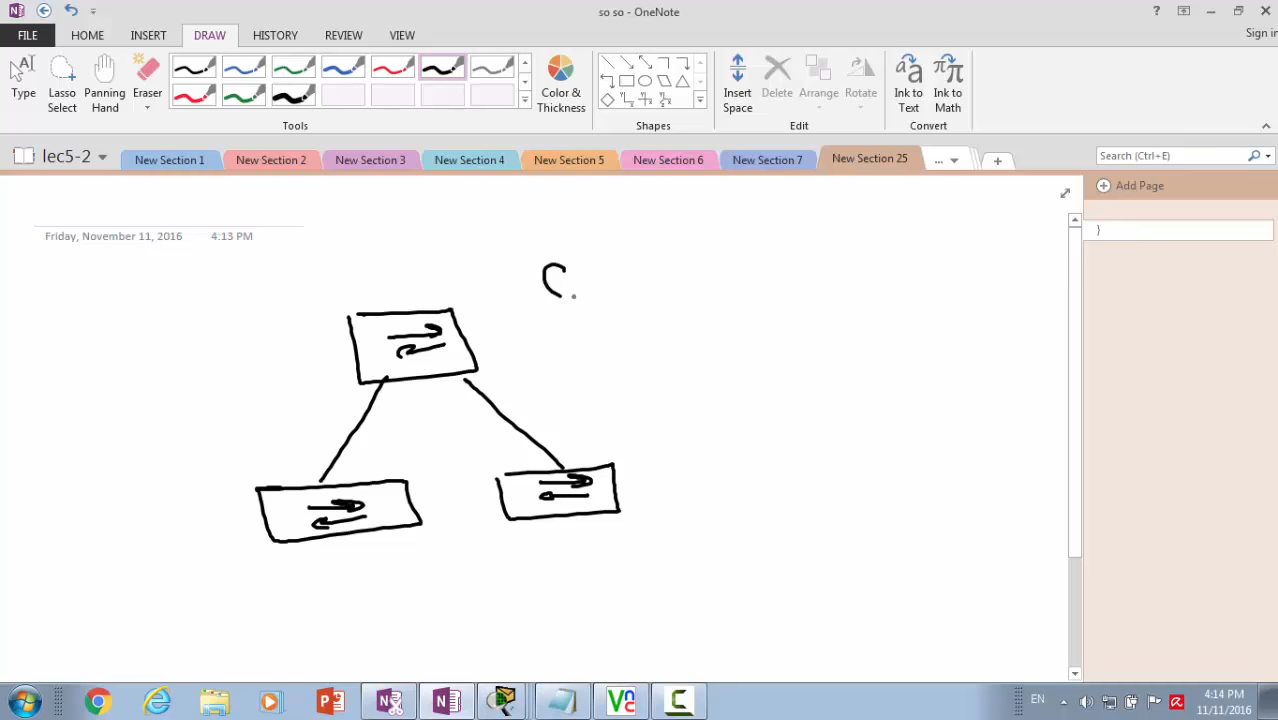 so so - OneNote
FILE HOME INSERT DRAW HISTORY REVIEW VIEW Sign in
Type Lasso Select Panning Hand Eraser Color & Thickness Insert Space Delete Arrange Rotate Ink to Text Ink to Math
Tools Shapes Edit Convert
lec5-2 New Section 1 New Section 2 New Section 3 New Section 4 New Section 5 New Section 6 New Section 7 New Section 25 ... Search (Ctrl+E)
Add Page
}
Friday, November 11, 2016 4:13 PM
C
EN 4:14 PM
11/11/2016